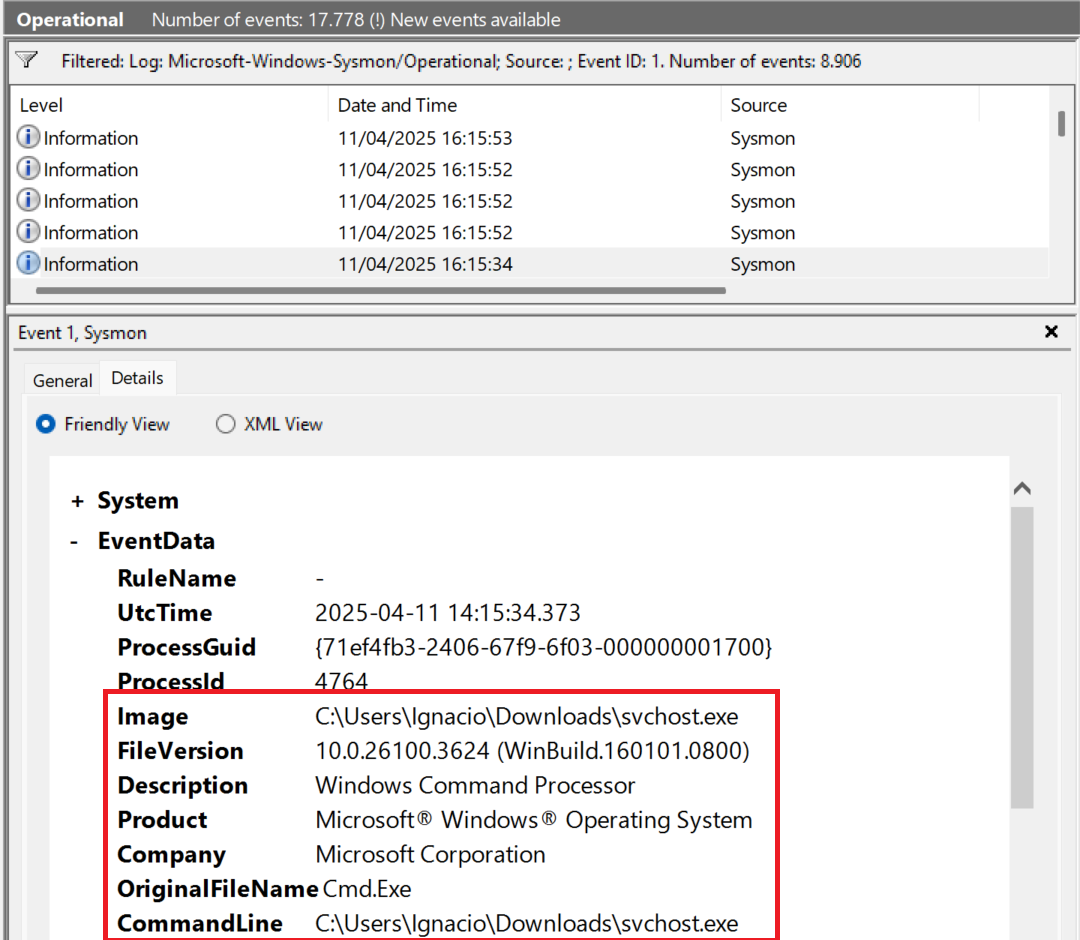 Operational Number of events: 17.778 (!) New events available
Filtered: Log: Microsoft-Windows-Sysmon/Operational; Source: ; Event ID: 1. Number of events: 8.906
Level Date and Time Source
Information 11/04/2025 16:15:53 Sysmon
Information 11/04/2025 16:15:52 Sysmon
Information 11/04/2025 16:15:52 Sysmon
Information 11/04/2025 16:15:52 Sysmon
Information 11/04/2025 16:15:34 Sysmon
Event 1, Sysmon
General Details
Friendly View XML View
+ System
- EventData
RuleName -
UtcTime 2025-04-11 14:15:34.373
ProcessGuid {71ef4fb3-2406-67f9-6f03-000000001700}
ProcessId 4764
Image C:\Users\Ignacio\Downloads\svchost.exe
FileVersion 10.0.26100.3624 (WinBuild.160101.0800)
Description Windows Command Processor
Product Microsoft® Windows® Operating System
Company Microsoft Corporation
OriginalFileName Cmd.Exe
CommandLine C:\Users\Ignacio\Downloads\svchost.exe